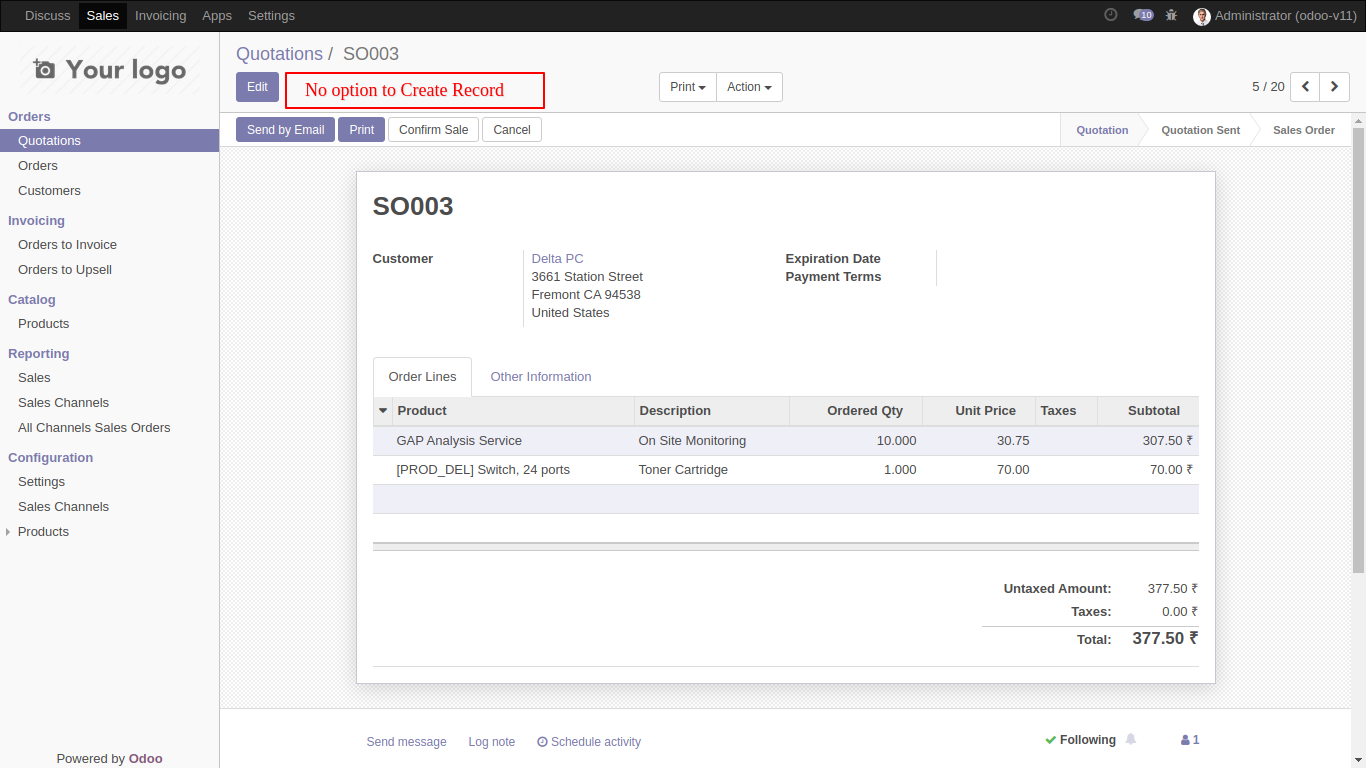 Discuss Sales Invoicing Apps Settings 10 Administrator (odoo-v11)
Your logo
Orders
Quotations
Orders
Customers
Invoicing
Orders to Invoice
Orders to Upsell
Catalog
Products
Reporting
Sales
Sales Channels
All Channels Sales Orders
Configuration
Settings
Sales Channels
Products
Powered by Odoo
Quotations / SO003
Edit No option to Create Record Print Action 5 / 20
Send by Email Print Confirm Sale Cancel Quotation Quotation Sent Sales Order
SO003
Customer Delta PC
3661 Station Street
Fremont CA 94538
United States
Expiration Date
Payment Terms
Order Lines Other Information
Product Description Ordered Qty Unit Price Taxes Subtotal
GAP Analysis Service On Site Monitoring 10.000 30.75 307.50 ₹
[PROD_DEL] Switch, 24 ports Toner Cartridge 1.000 70.00 70.00 ₹
Untaxed Amount: 377.50 ₹
Taxes: 0.00 ₹
Total: 377.50 ₹
Send message Log note Schedule activity Following 1